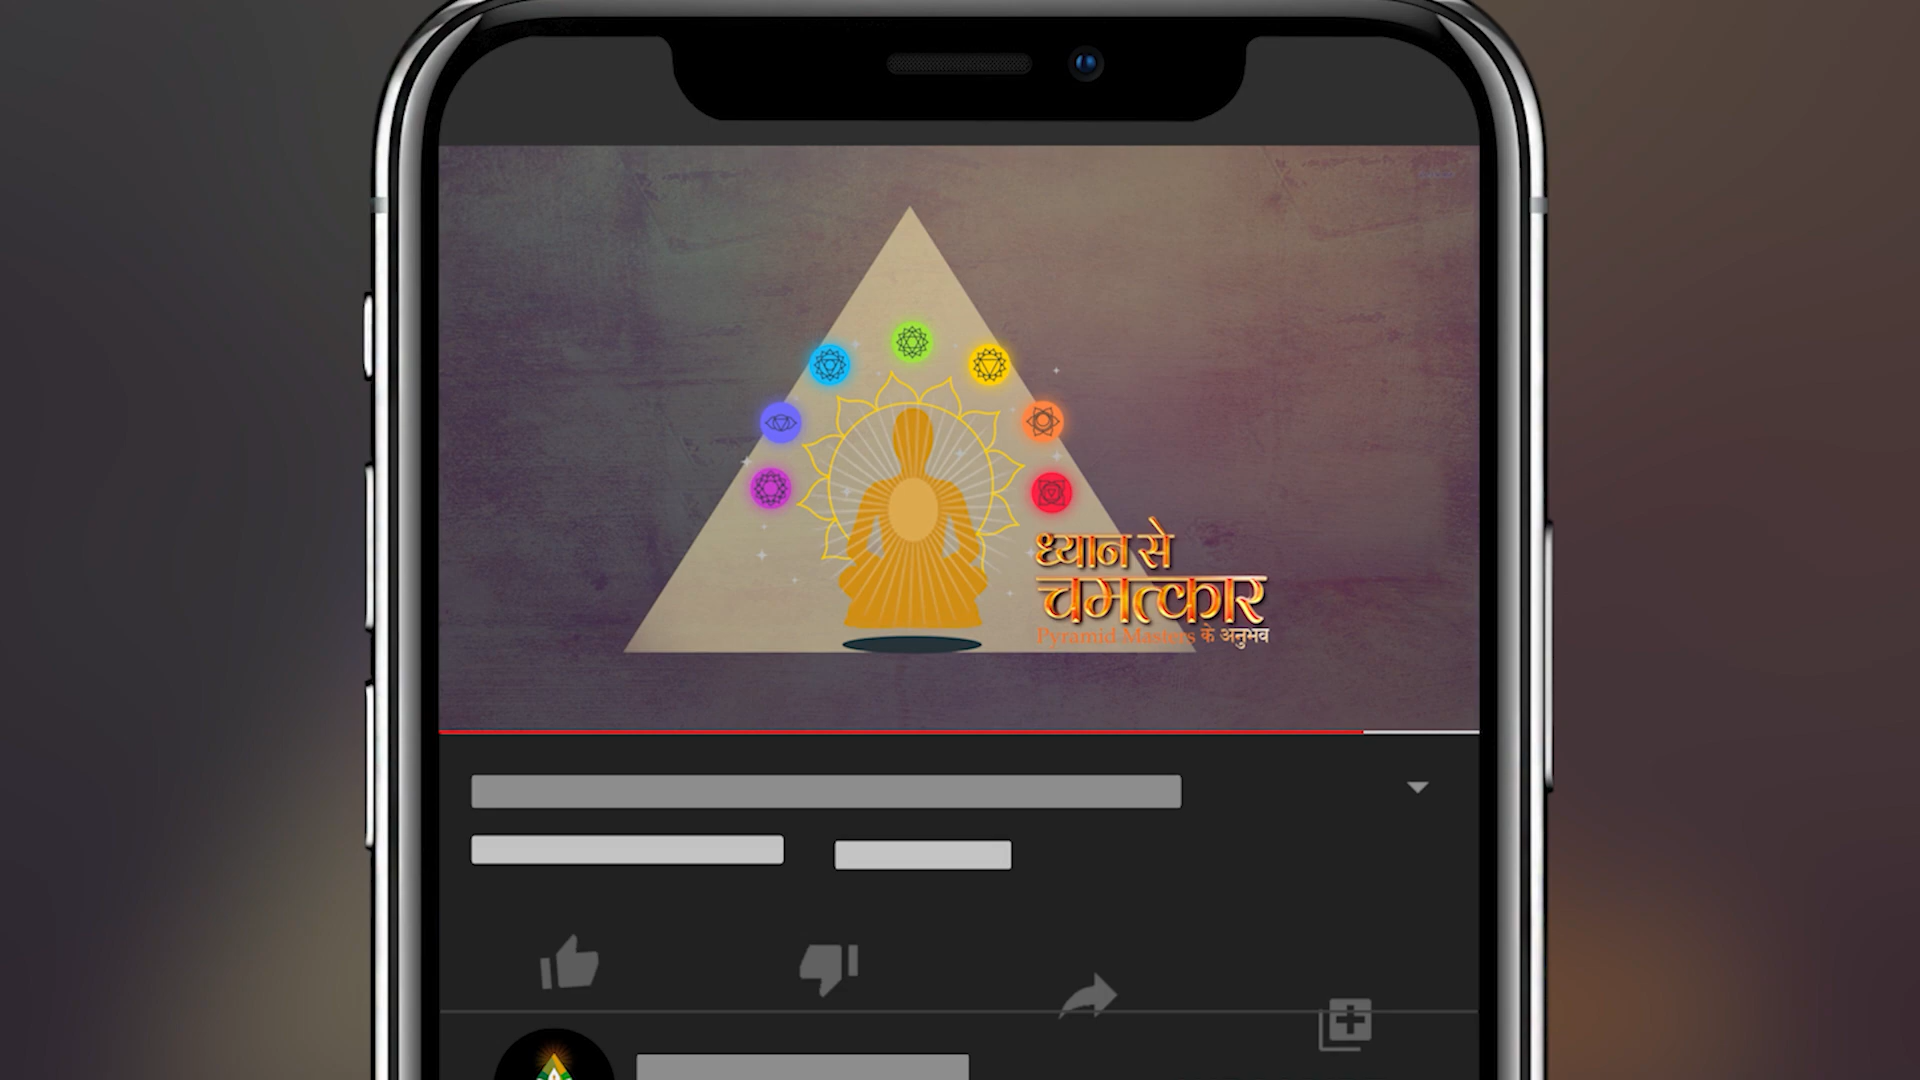 ध्यान से
चमत्कार
Pyramid Masters के अनुभव